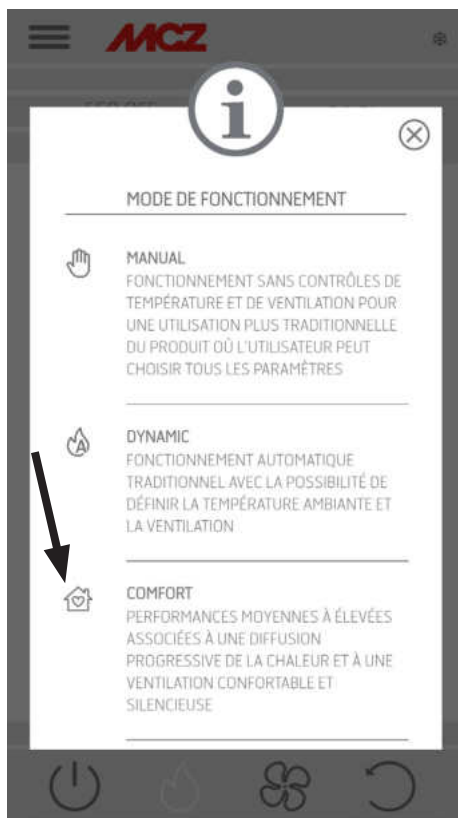 MCZ
MODE DE FONCTIONNEMENT
MANUAL
FONCTIONNEMENT SANS CONTRÔLES DE
TEMPÉRATURE ET DE VENTILATION POUR
UNE UTILISATION PLUS TRADITIONNELLE
DU PRODUIT OÙ L'UTILISATEUR PEUT
CHOISIR TOUS LES PARAMÈTRES
DYNAMIC
FONCTIONNEMENT AUTOMATIQUE
TRADITIONNEL AVEC LA POSSIBILITÉ DE
DÉFINIR LA TEMPÉRATURE AMBIANTE ET
LA VENTILATION
COMFORT
PERFORMANCES MOYENNES À ÉLEVÉES
ASSOCIÉES À UNE DIFFUSION
PROGRESSIVE DE LA CHALEUR ET À UNE
VENTILATION CONFORTABLE ET
SILENCIEUSE